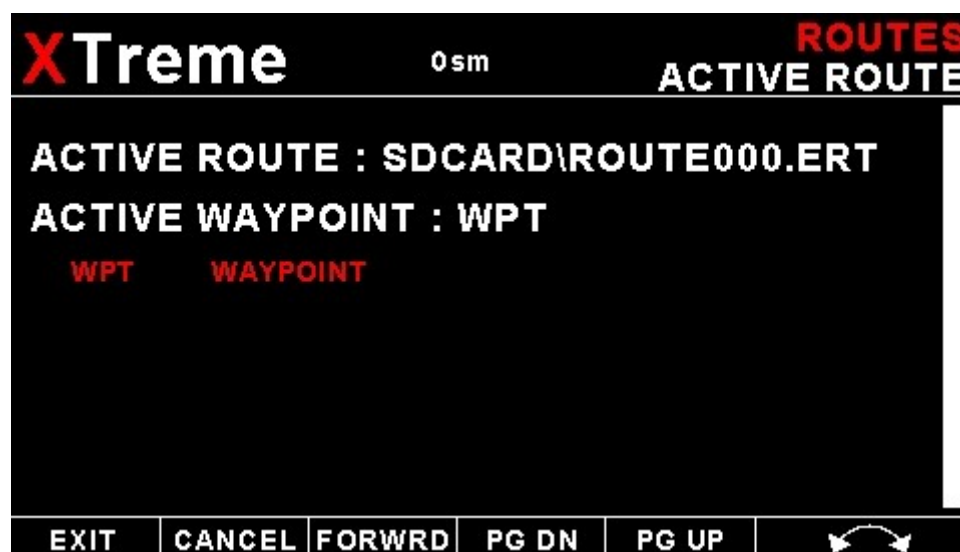 XTreme 0sm ROUTES
ACTIVE ROUTE
ACTIVE ROUTE : SDCARD\ROUTE000.ERT
ACTIVE WAYPOINT : WPT
WPT WAYPOINT
EXIT CANCEL FORWRD PG DN PG UP